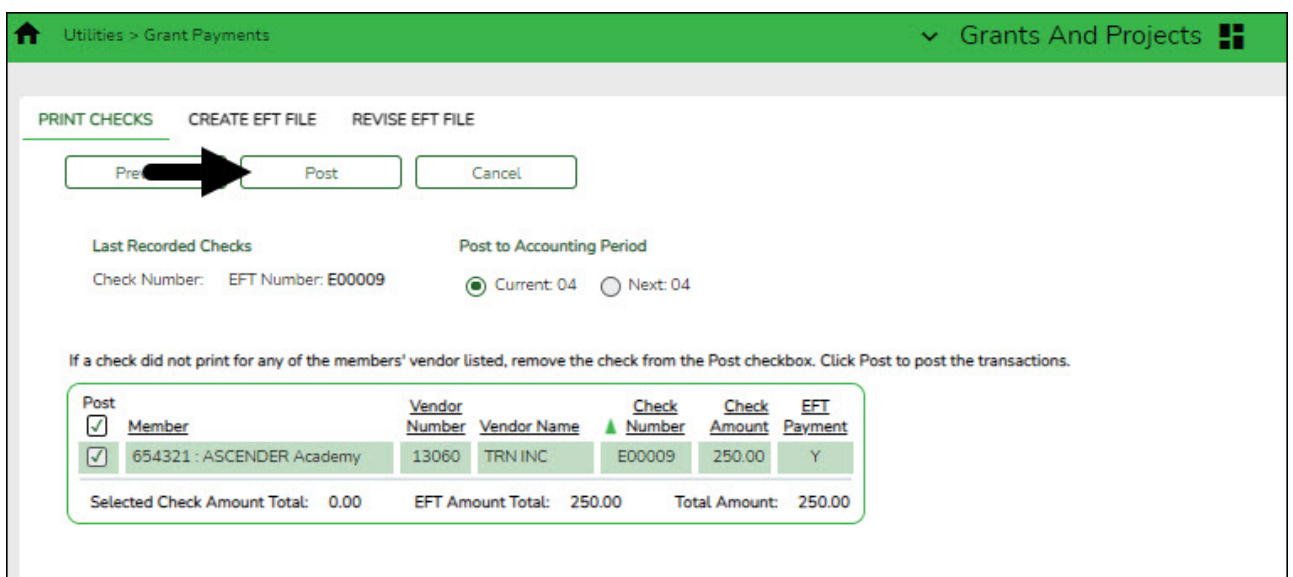 Utilities > Grant Payments
Grants And Projects
PRINT CHECKS CREATE EFT FILE REVISE EFT FILE
Post Cancel
Last Recorded Checks Post to Accounting Period
Check Number: EFT Number: E00009 Current: 04 Next: 04
If a check did not print for any of the members' vendor listed, remove the check from the Post checkbox. Click Post to post the transactions.
Post Vendor Check Check EFT
Member Number Vendor Name Number Amount Payment
654321 : ASCENDER Academy 13060 TRN INC E00009 250.00 Y
Selected Check Amount Total: 0.00 EFT Amount Total: 250.00 Total Amount: 250.00